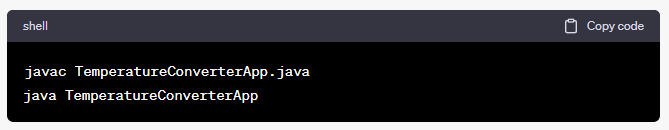 shell
Copy code
javac TemperatureConverterApp.java
java TemperatureConverterApp